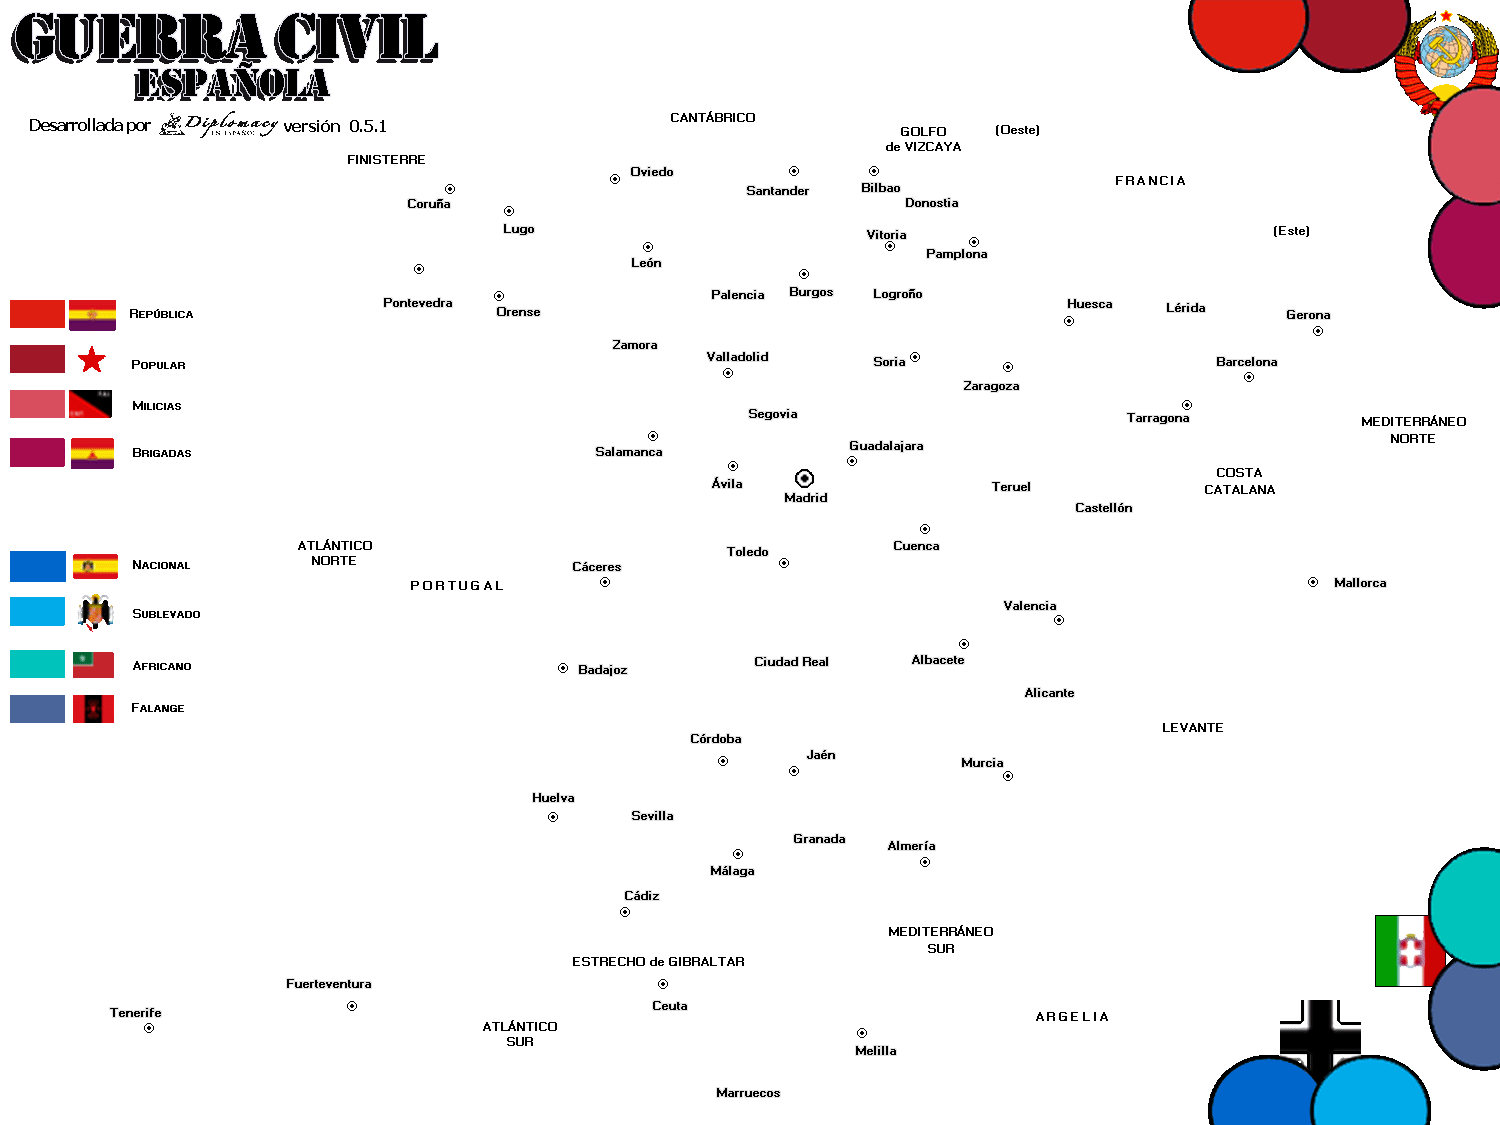 GUERRA CIVIL
ESPAÑOLA
Desarrollada por Diplomacy versión 0.5.1
EN ESPAÑOL
CANTÁBRICO
GOLFO
de VIZCAYA
(Oeste)
FINISTERRE
FRANCIA
(Este)
Oviedo
Santander
Bilbao
Donostia
Coruña
Lugo
Vitoria
Pamplona
León
Pontevedra
Orense
Palencia
Burgos
Logroño
Huesca
Lérida
Gerona
REPÚBLICA
POPULAR
MILICIAS
BRIGADAS
Zamora
Valladolid
Soria
Zaragoza
Barcelona
Tarragona
Segovia
MEDITERRÁNEO
NORTE
Salamanca
Ávila
Madrid
Guadalajara
COSTA
CATALANA
Teruel
Castellón
Cuenca
Toledo
ATLÁNTICO
NORTE
PORTUGAL
Cáceres
Mallorca
Valencia
NACIONAL
SUBLEVADO
AFRICANO
FALANGE
Badajoz
Ciudad Real
Albacete
Alicante
LEVANTE
Córdoba
Jaén
Murcia
Huelva
Sevilla
Granada
Almería
Málaga
Cádiz
MEDITERRÁNEO
SUR
ESTRECHO de GIBRALTAR
Ceuta
Fuerteventura
Tenerife
ATLÁNTICO
SUR
ARGELIA
Melilla
Marruecos